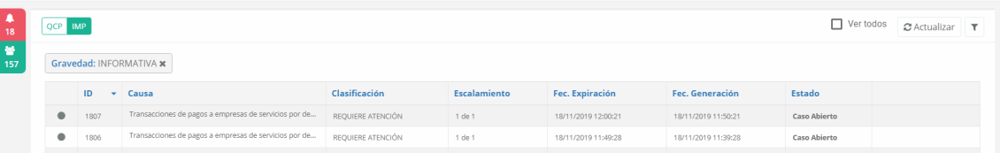 18
157
QCP IMP
Ver todos
Actualizar
Gravedad: INFORMATIVA ✖
ID Causa Clasificación Escalamiento Fec. Expiración Fec. Generación Estado
1807 Transacciones de pagos a empresas de servicios por de... REQUIERE ATENCIÓN 1 de 1 18/11/2019 12:00:21 18/11/2019 11:50:21 Caso Abierto
1806 Transacciones de pagos a empresas de servicios por de... REQUIERE ATENCIÓN 1 de 1 18/11/2019 11:49:28 18/11/2019 11:39:28 Caso Abierto